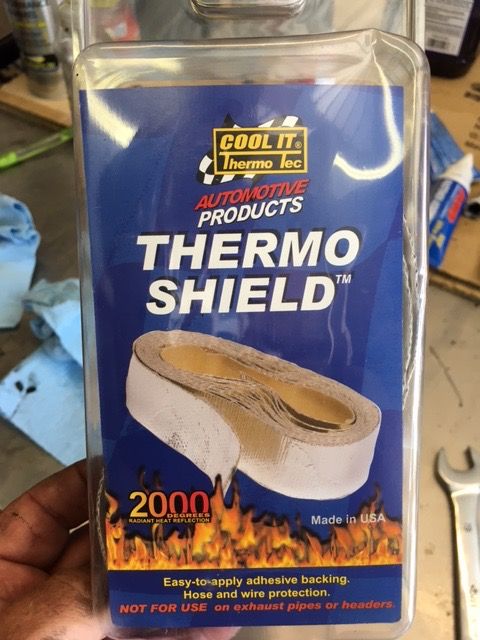 COOL IT®
Thermo Tec
AUTOMOTIVE
PRODUCTS
THERMO
SHIELD™
2000
DEGREES
RADIANT HEAT REFLECTION
Made in USA
Easy-to-apply adhesive backing.
Hose and wire protection.
NOT FOR USE on exhaust pipes or headers.